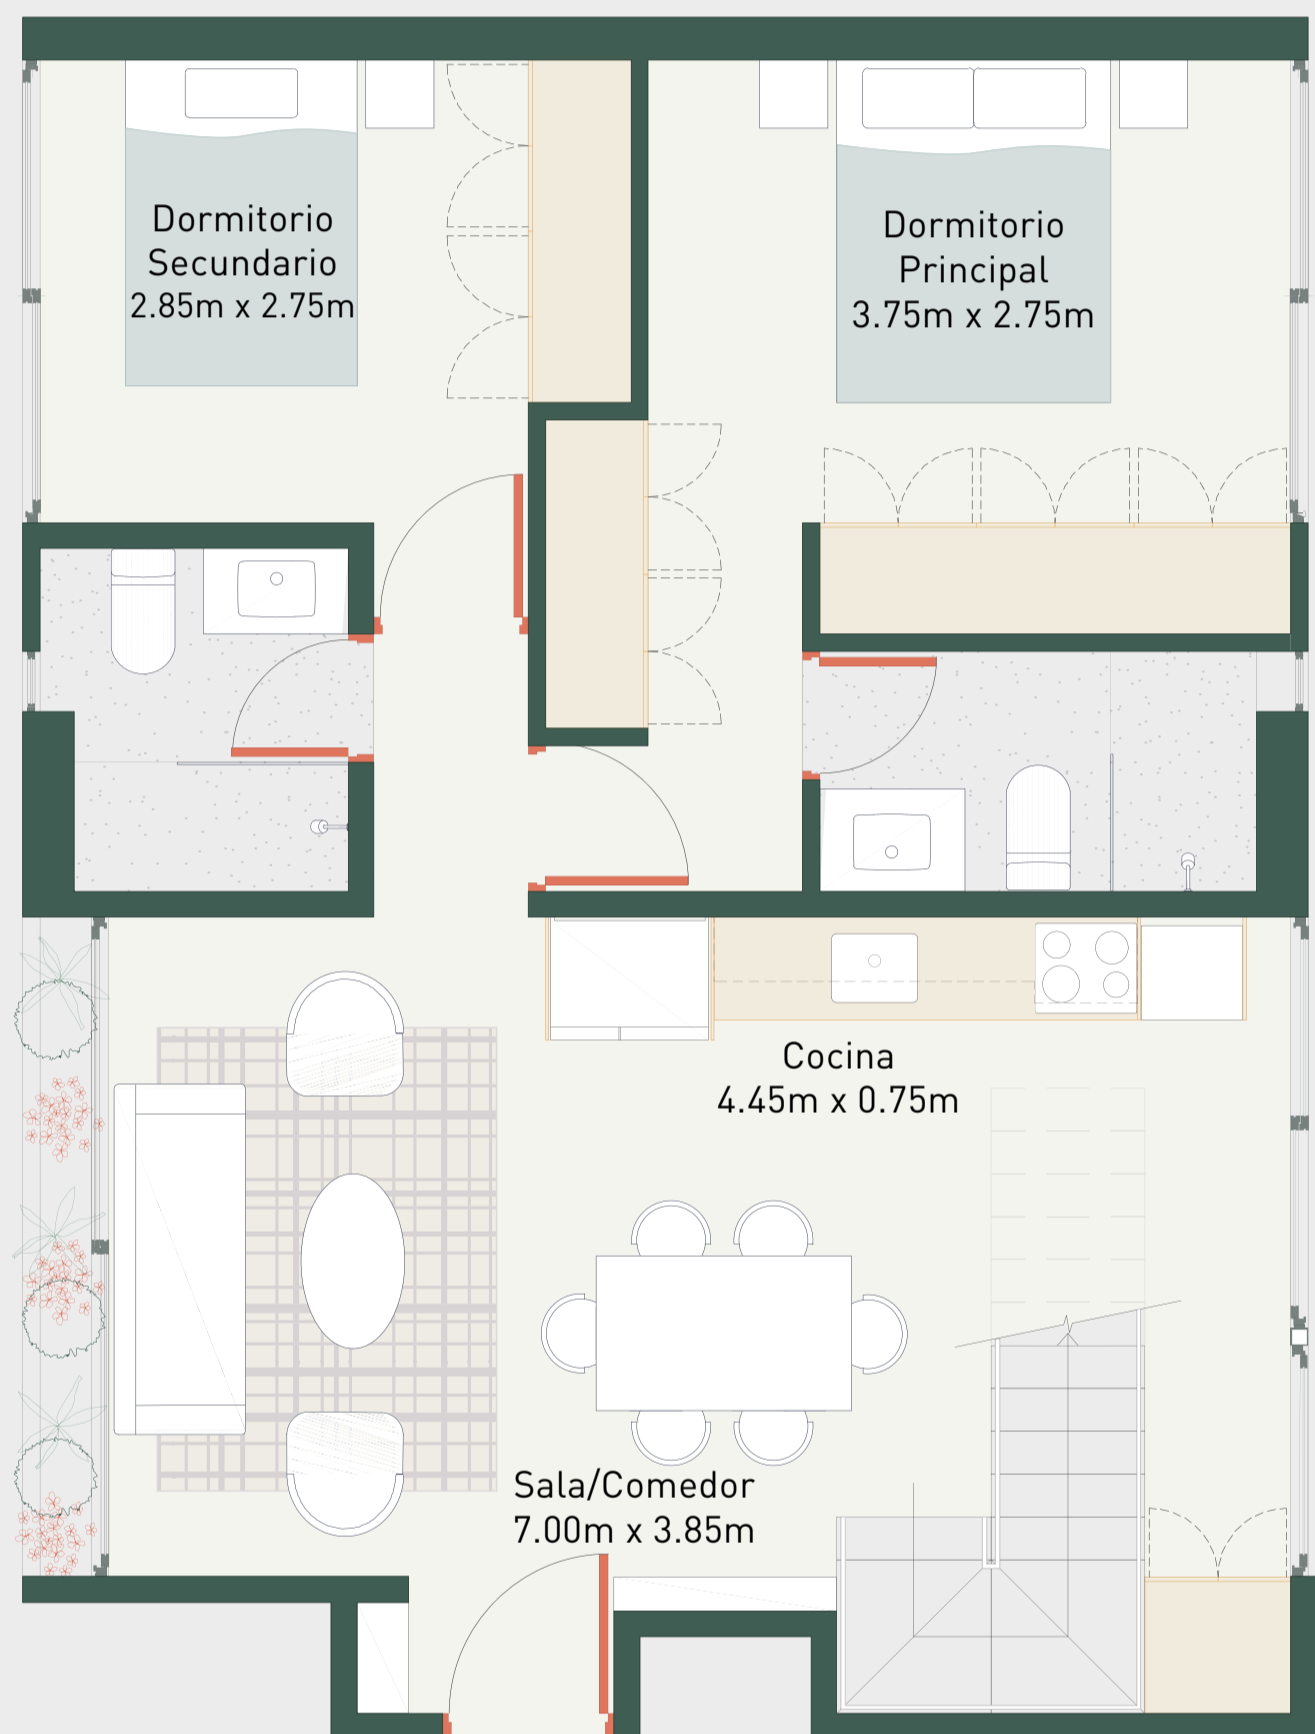 Dormitorio
Secundario
2.85m x 2.75m
Dormitorio
Principal
3.75m x 2.75m
Cocina
4.45m x 0.75m
Sala/Comedor
7.00m x 3.85m